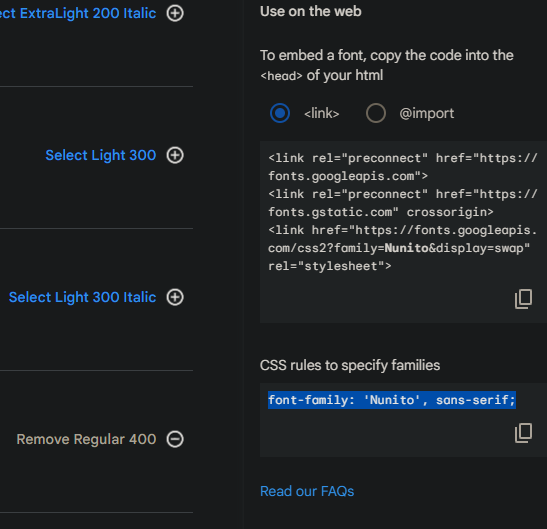 ct ExtraLight 200 Italic
Select Light 300
Select Light 300 Italic
Remove Regular 400
Use on the web
To embed a font, copy the code into the
<head> of your html
<link>
@import
<link rel="preconnect" href="https://
fonts.googleapis.com">
<link rel="preconnect" href="https://
fonts.gstatic.com" crossorigin>
<link href="https://fonts.googleapis.
com/css2?family=Nunito&display=swap"
rel="stylesheet">
CSS rules to specify families
font-family: 'Nunito', sans-serif;
Read our FAQs